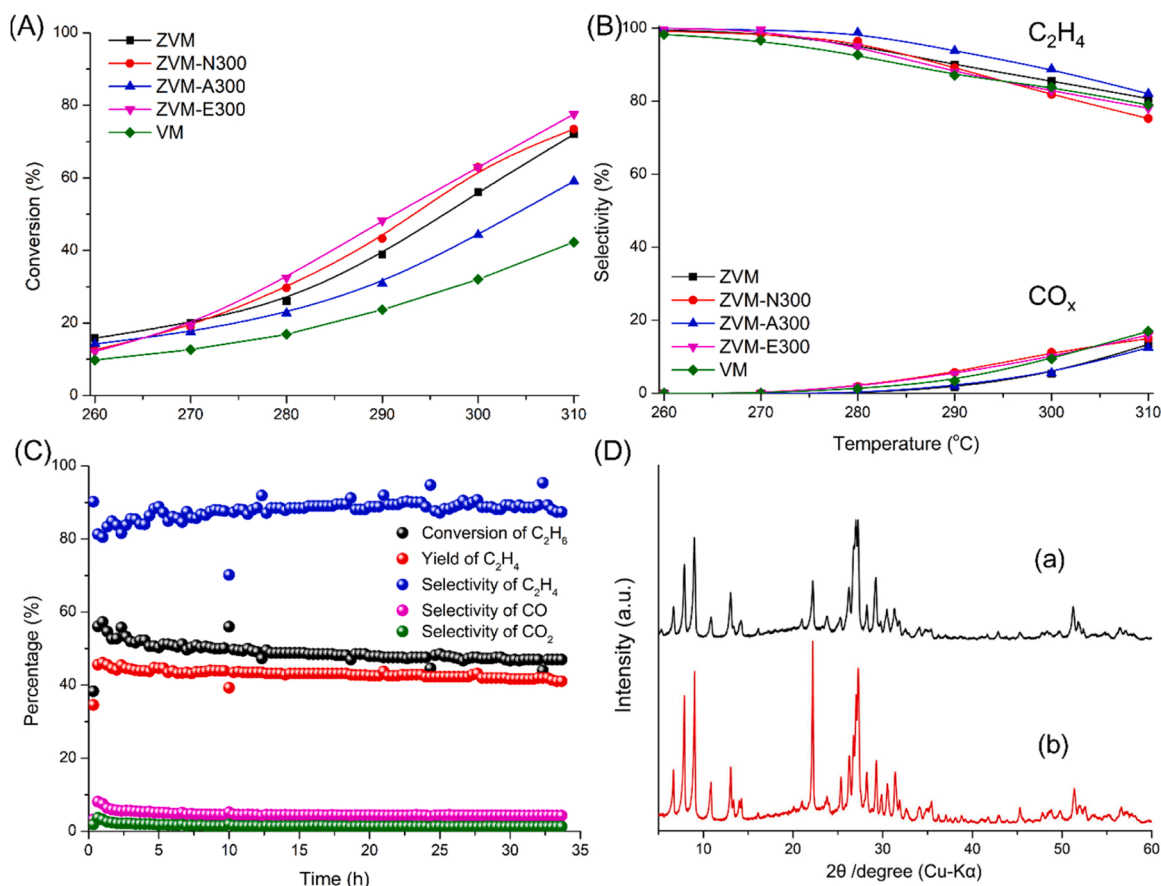 (A)
ZVM
ZVM-N300
ZVM-A300
ZVM-E300
VM
Conversion (%)
100
80
60
40
20
0
260 270 280 290 300 310
(B)
C₂H₄
ZVM
ZVM-N300
ZVM-A300
ZVM-E300
VM
COₓ
Selectivity (%)
100
80
60
40
20
0
260 270 280 290 300 310
Temperature (°C)
(C)
Conversion of C₂H₆
Yield of C₂H₄
Selectivity of C₂H₄
Selectivity of CO
Selectivity of CO₂
Percentage (%)
100
80
60
40
20
0
0 5 10 15 20 25 30 35
Time (h)
(D)
(a)
(b)
Intensity (a.u.)
10 20 30 40 50 60
2θ /degree (Cu-Kα)